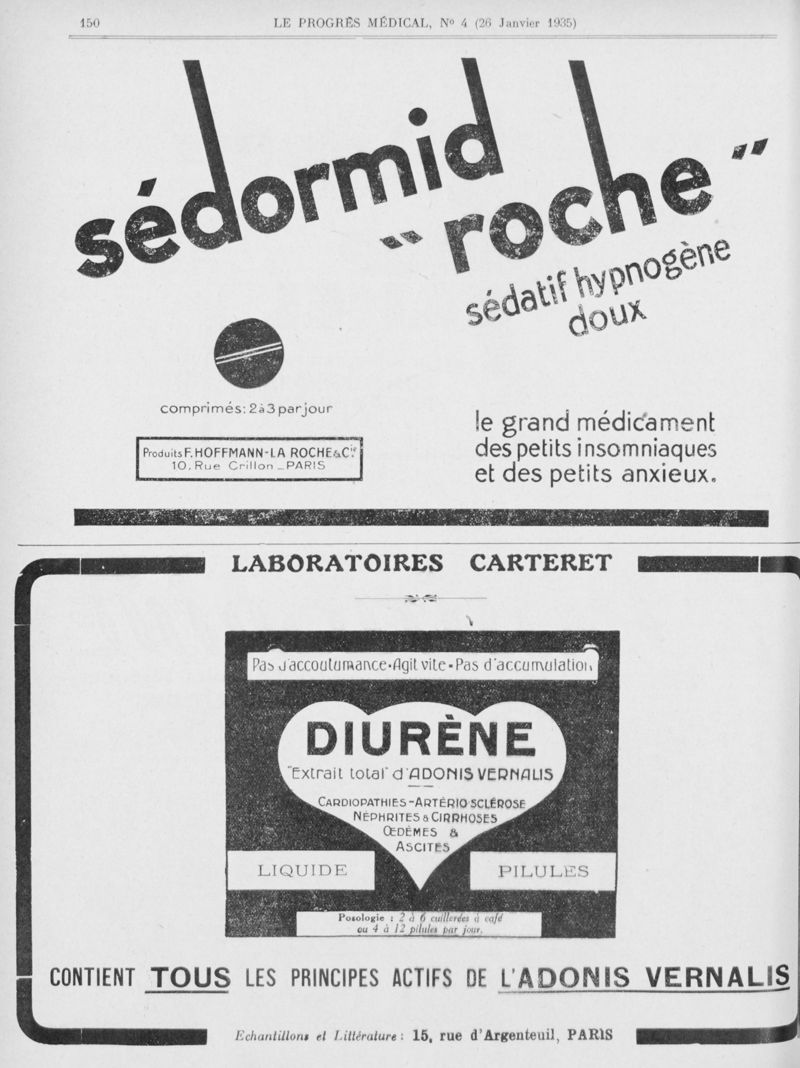 150
LE PROGRÈS MÉDICAL, Nº 4 (26 Janvier 1935)
sédormid
"roche"
sédatif hypnogène
doux
comprimés: 2 à 3 par jour
Produits F. HOFFMANN-LA ROCHE & Cie
10, Rue Crillon _ PARIS
le grand médicament
des petits insomniaques
et des petits anxieux.
LABORATOIRES CARTERET
Pas d'accoutumance • Agit vite • Pas d'accumulation
DIURÈNE
"Extrait total" d'ADONIS VERNALIS
CARDIOPATHIES - ARTÉRIO-SCLÉROSE
NÉPHRITES & CIRRHOSES
ŒDÈMES &
ASCITES
LIQUIDE
PILULES
Posologie : 2 à 6 cuillerées à café
ou 4 à 12 pilules par jour.
CONTIENT TOUS LES PRINCIPES ACTIFS DE L'ADONIS VERNALIS
Echantillons et Littérature : 15, rue d'Argenteuil, PARIS